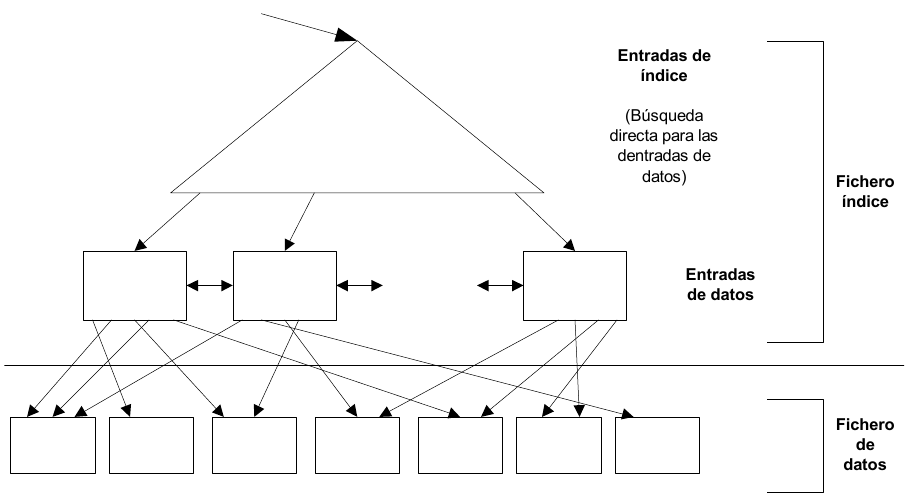 Entradas de
índice
(Búsqueda
directa para las
dentradas de
datos)
Fichero
índice
Entradas
de datos
Fichero
de
datos